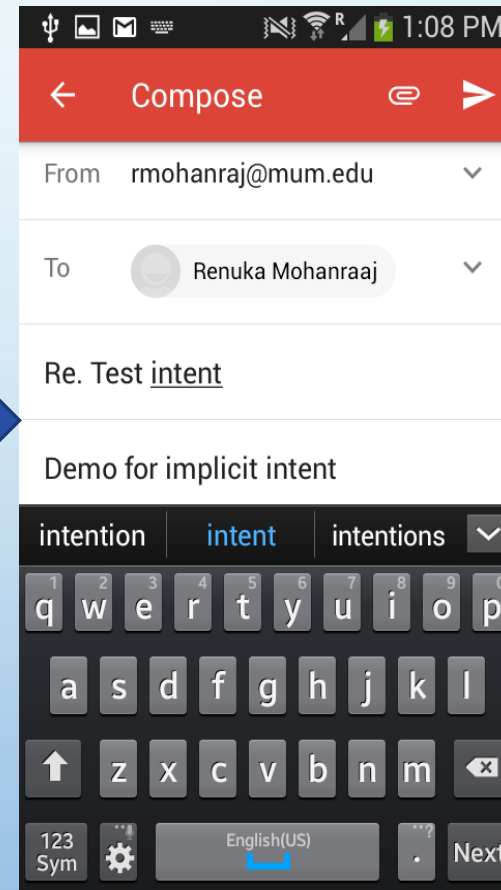 R 1:08 PM
Compose
From rmohanraj@mum.edu
To Renuka Mohanraaj
Re. Test intent
Demo for implicit intent
intention intent intentions
1 2 3 4 5 6 7 8 9 0
q w e r t y u i o p
a s d f g h j k l
z x c v b n m
123 English(US) ...?
Sym . Next